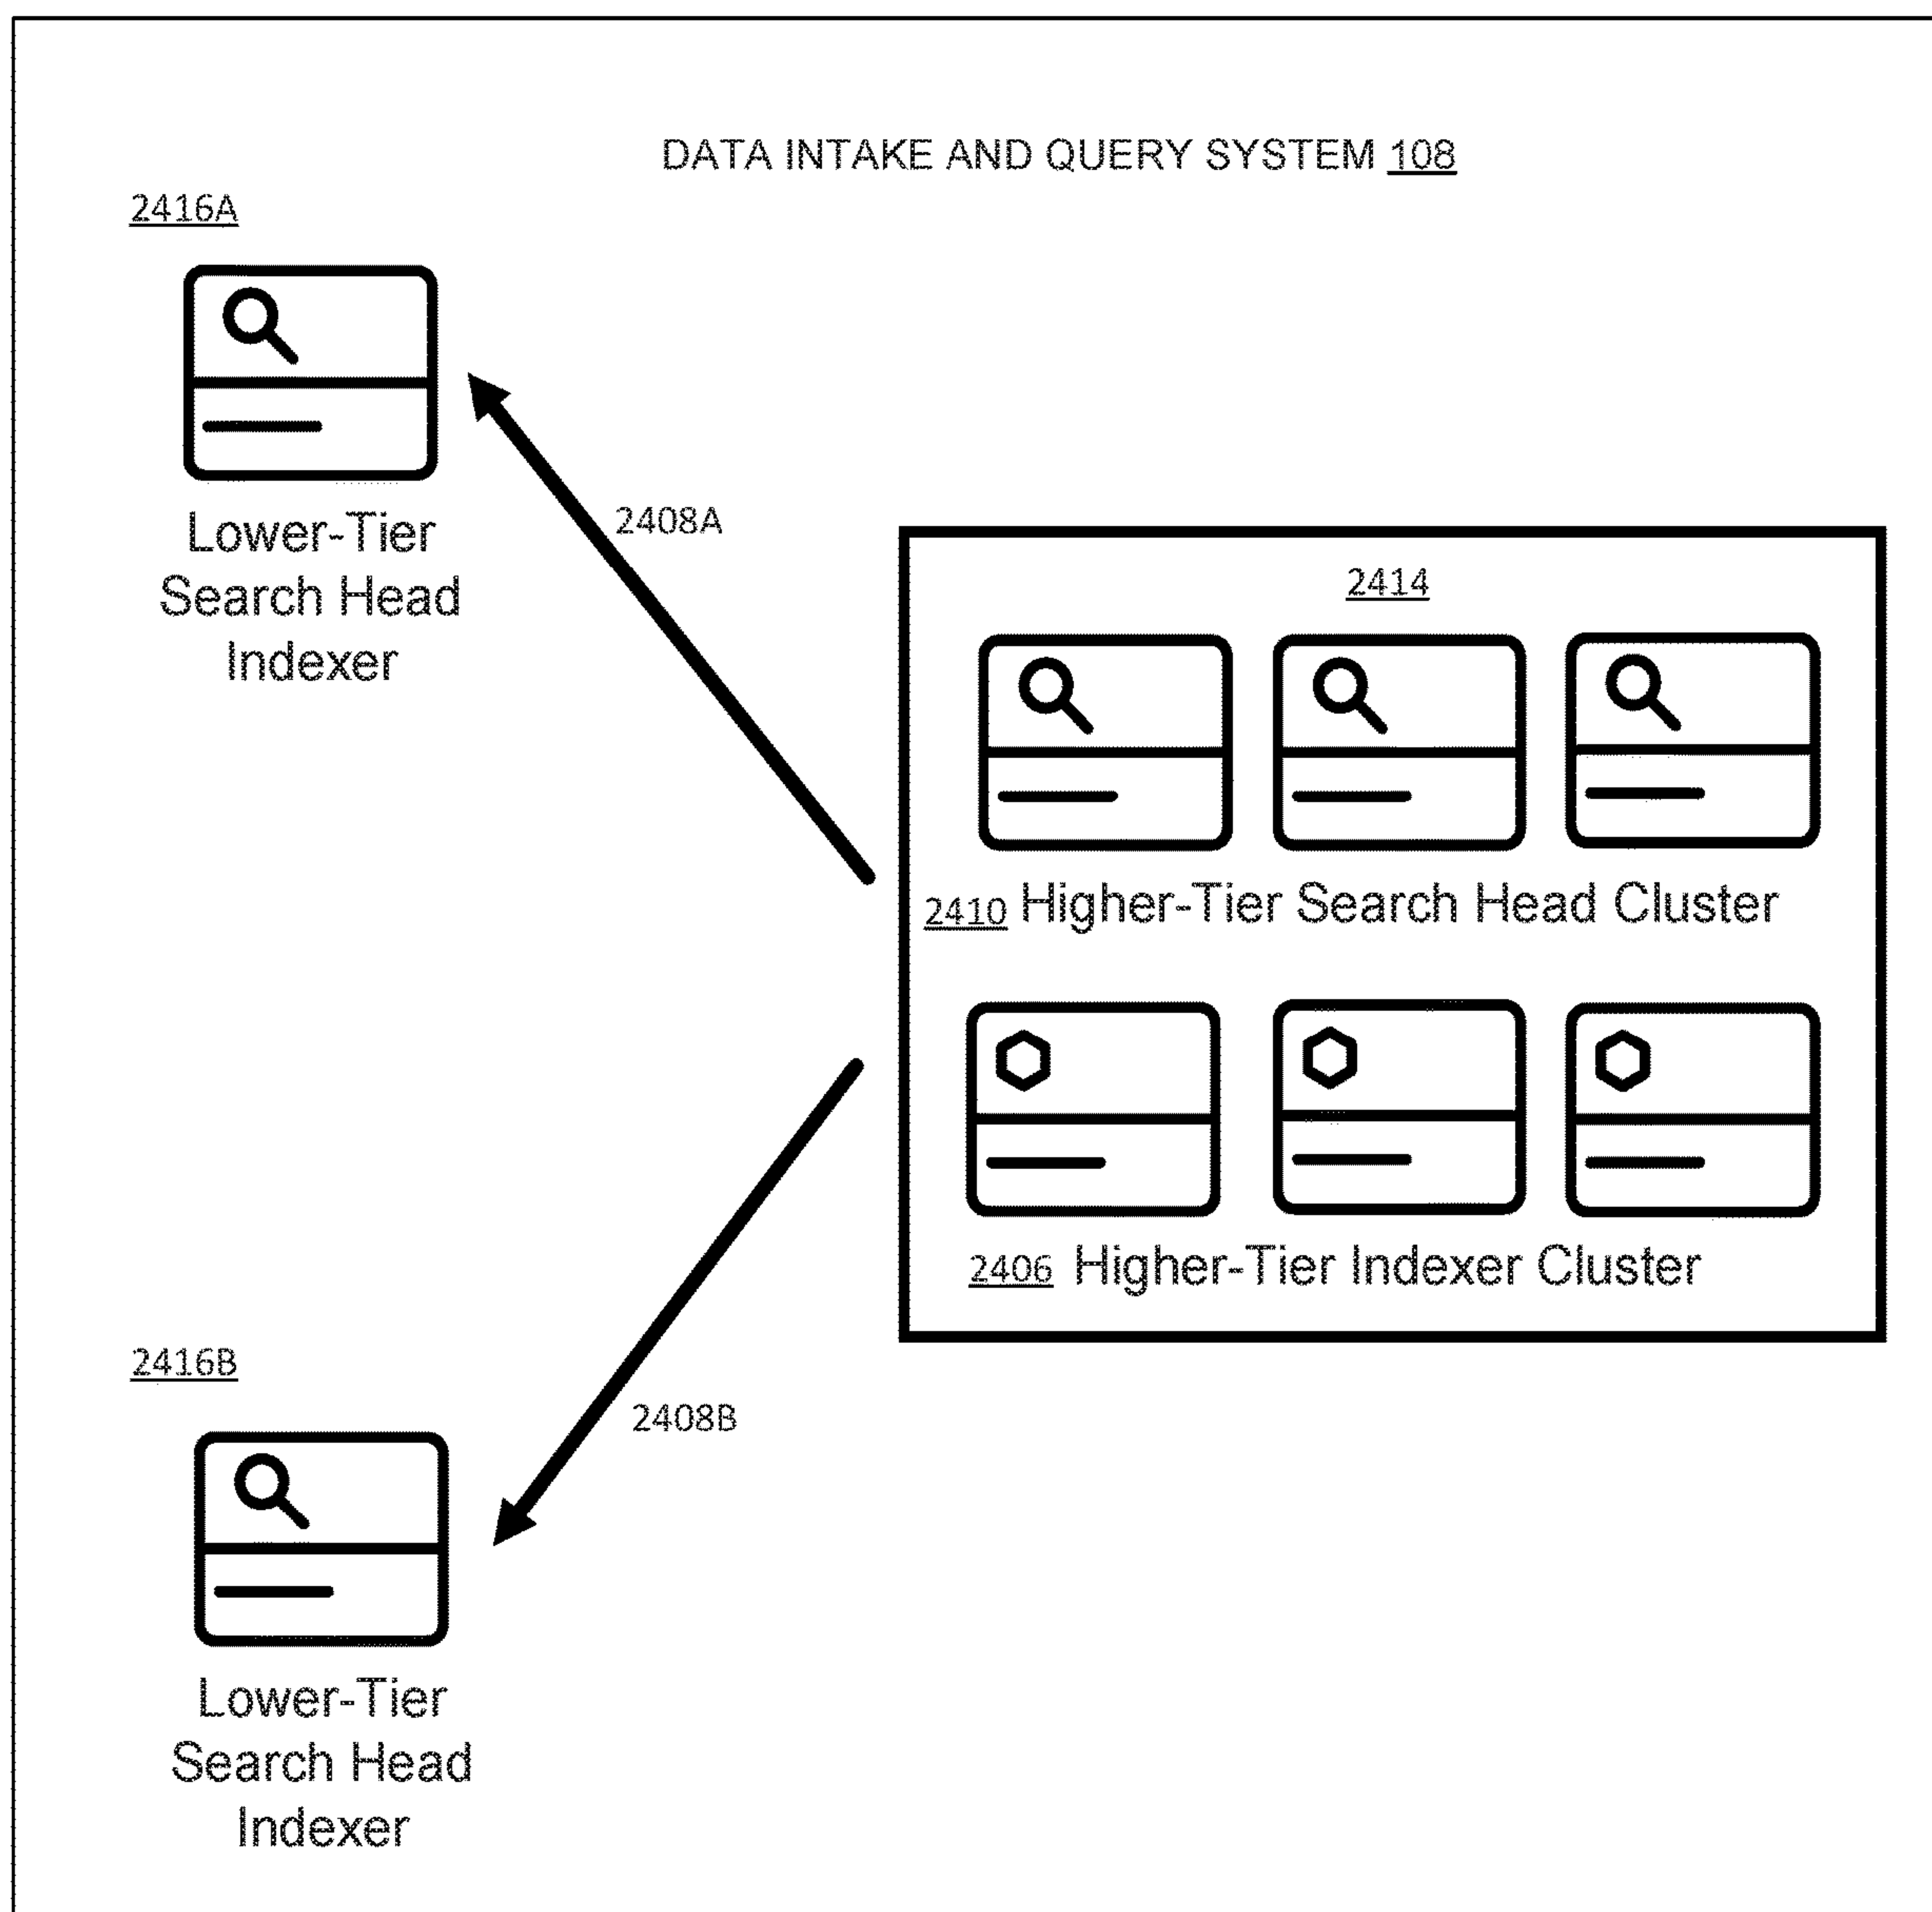 DATA INTAKE AND QUERY SYSTEM 108
2416A
Lower-Tier
Search Head
Indexer
2408A
2414
2410 Higher-Tier Search Head Cluster
2406 Higher-Tier Indexer Cluster
2416B
2408B
Lower-Tier
Search Head
Indexer